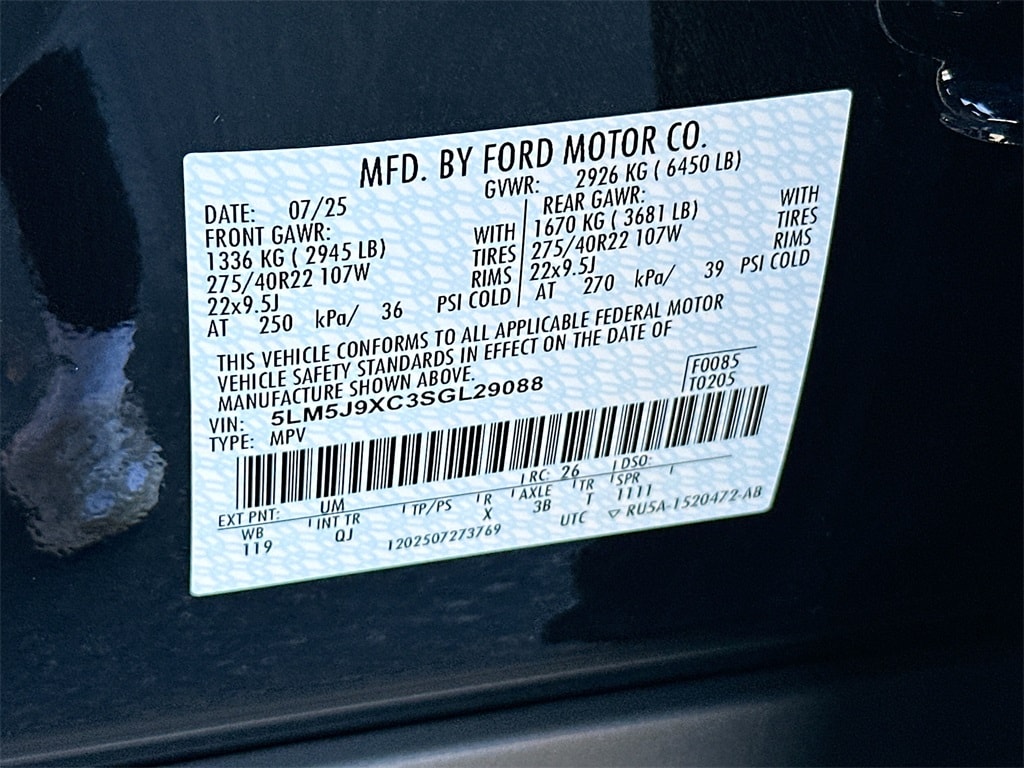 MFD. BY FORD MOTOR CO.
DATE: 07/25 GVWR: 2926 KG ( 6450 LB)
FRONT GAWR: REAR GAWR:
1336 KG ( 2945 LB) WITH 1670 KG ( 3681 LB) WITH
275/40R22 107W TIRES 275/40R22 107W TIRES
22x9.5J RIMS 22x9.5J RIMS
AT 250 kPa/ 36 PSI COLD AT 270 kPa/ 39 PSI COLD
THIS VEHICLE CONFORMS TO ALL APPLICABLE FEDERAL MOTOR
VEHICLE SAFETY STANDARDS IN EFFECT ON THE DATE OF
MANUFACTURE SHOWN ABOVE.
F0085
T0205
VIN: 5LM5J9XC3SGL29088
TYPE: MPV
EXT PNT: UM RC: 26 DSO:
WB INT TR TP/PS R AXLE TR SPR
119 QJ X 3B T 1111
1202507273769 UTC ▽ RU5A-1520472-AB